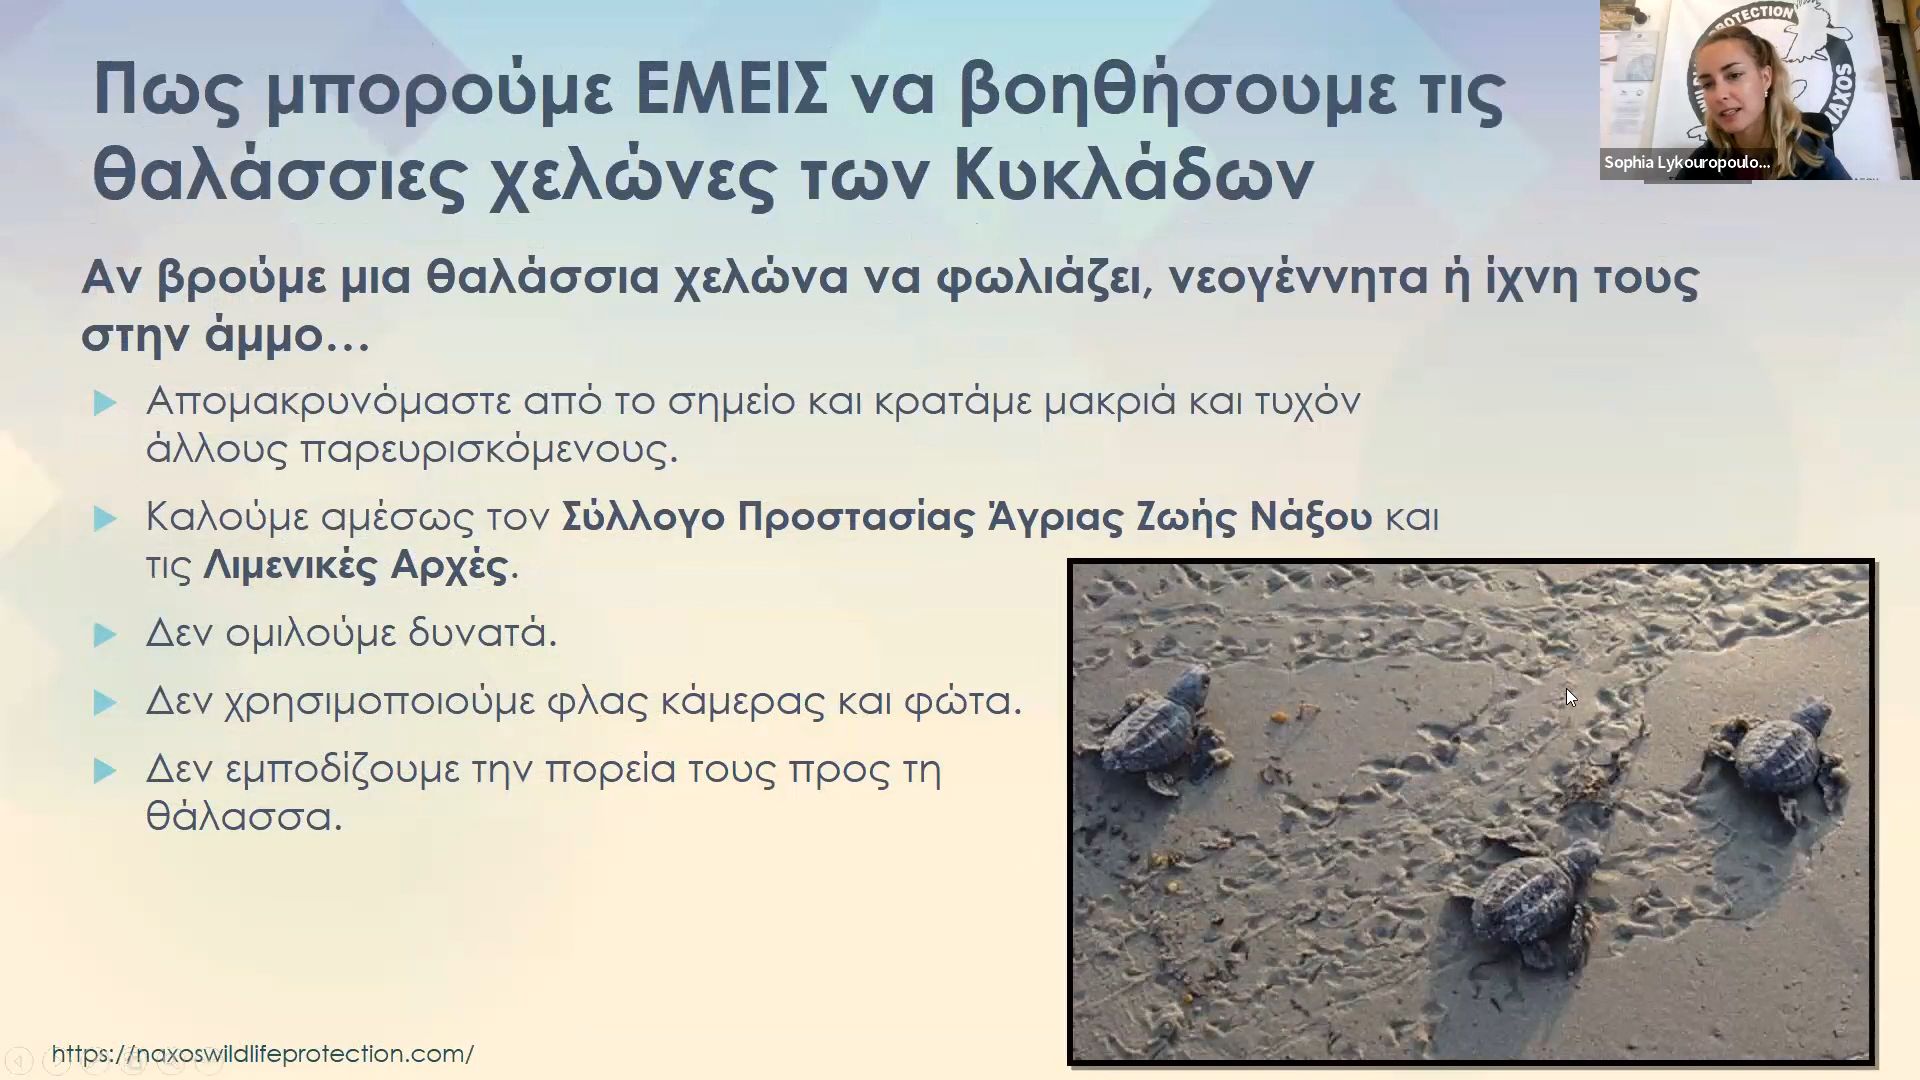 Πως μπορούμε ΕΜΕΙΣ να βοηθήσουμε τις
θαλάσσιες χελώνες των Κυκλάδων
Αν βρούμε μια θαλάσσια χελώνα να φωλιάζει, νεογέννητα ή ίχνη τους
στην άμμο...
Απομακρυνόμαστε από το σημείο και κρατάμε μακριά και τυχόν
άλλους παρευρισκόμενους.
Καλούμε αμέσως τον Σύλλογο Προστασίας Άγριας Ζωής Νάξου και
τις Λιμενικές Αρχές.
Δεν ομιλούμε δυνατά.
Δεν χρησιμοποιούμε φλας κάμερας και φώτα.
Δεν εμποδίζουμε την πορεία τους προς τη
θάλασσα.
https://naxoswildlifeprotection.com/
PROTECTION
NAXOS
Sophia Lykouropoulo...